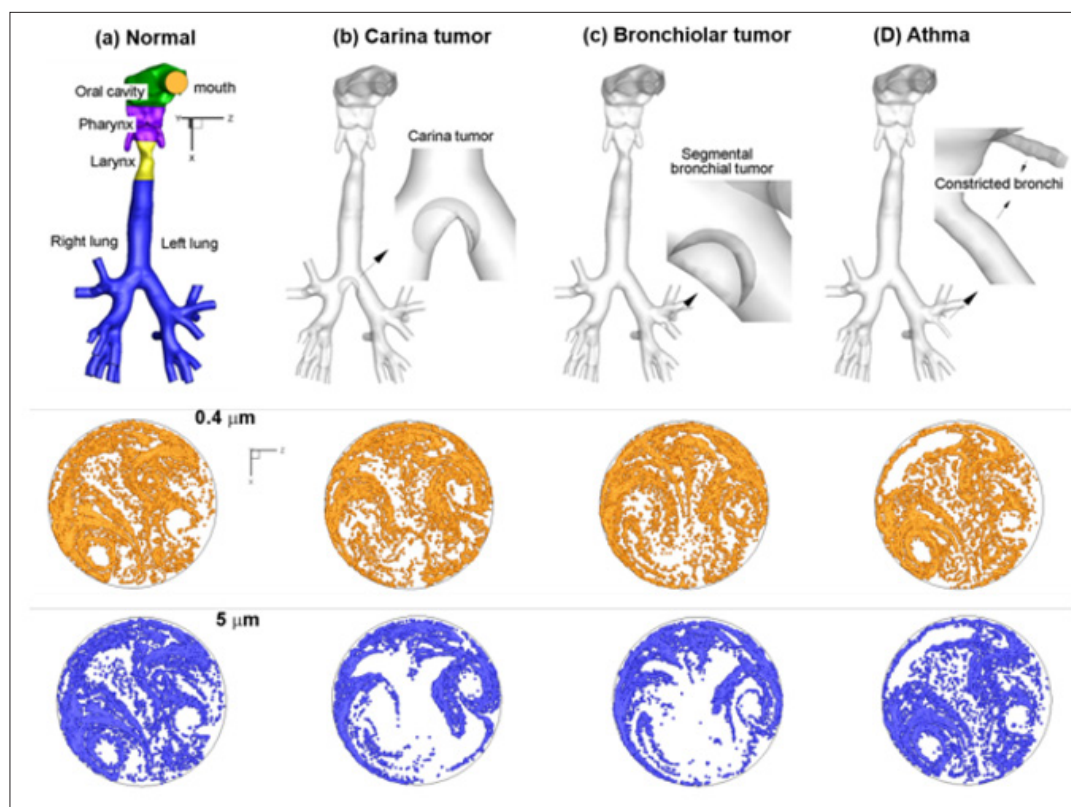 (a) Normal
(b) Carina tumor
(c) Bronchiolar tumor
(D) Athma
Oral cavity
mouth
Pharynx
Y
Z
X
Larynx
Right lung
Left lung
Carina tumor
Segmental
bronchial tumor
Constricted bronchi
0.4 μm
Z
X
5 μm